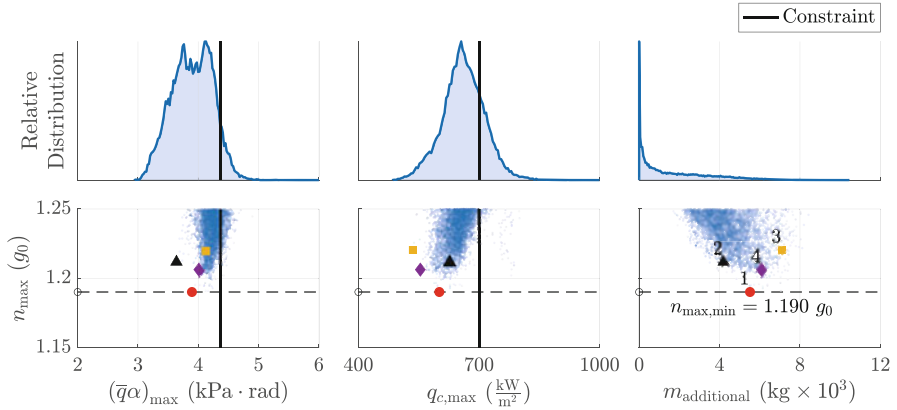 Constraint
Relative
Distribution
1.25
1.2
1.15
n_max (g_0)
2 3 4 5 6
400 700 1000
0 4 8 12
2
3
4
1
n_max,min = 1.190 g_0
(q̅α)_max (kPa · rad)
q_c,max (kW/m²)
m_additional (kg × 10³)